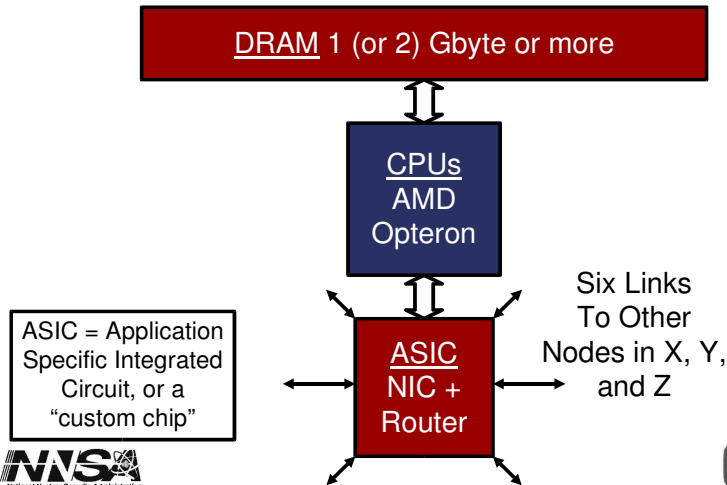 DRAM 1 (or 2) Gbyte or more
CPUs
AMD
Opteron
Six Links
To Other
Nodes in X, Y,
and Z
ASIC = Application
Specific Integrated
Circuit, or a
“custom chip”
ASIC
NIC +
Router
NNSA